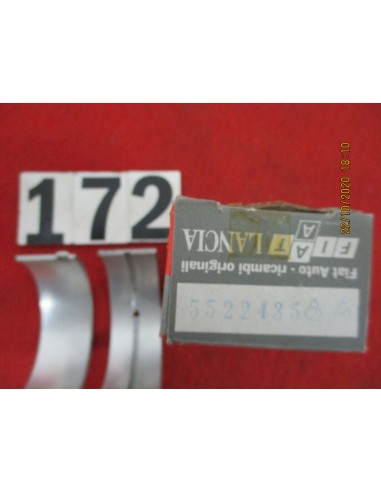 22/10/2020 18:10
172
FIAT
LANCIA
Fiat Auto - ricambi originali
5522435